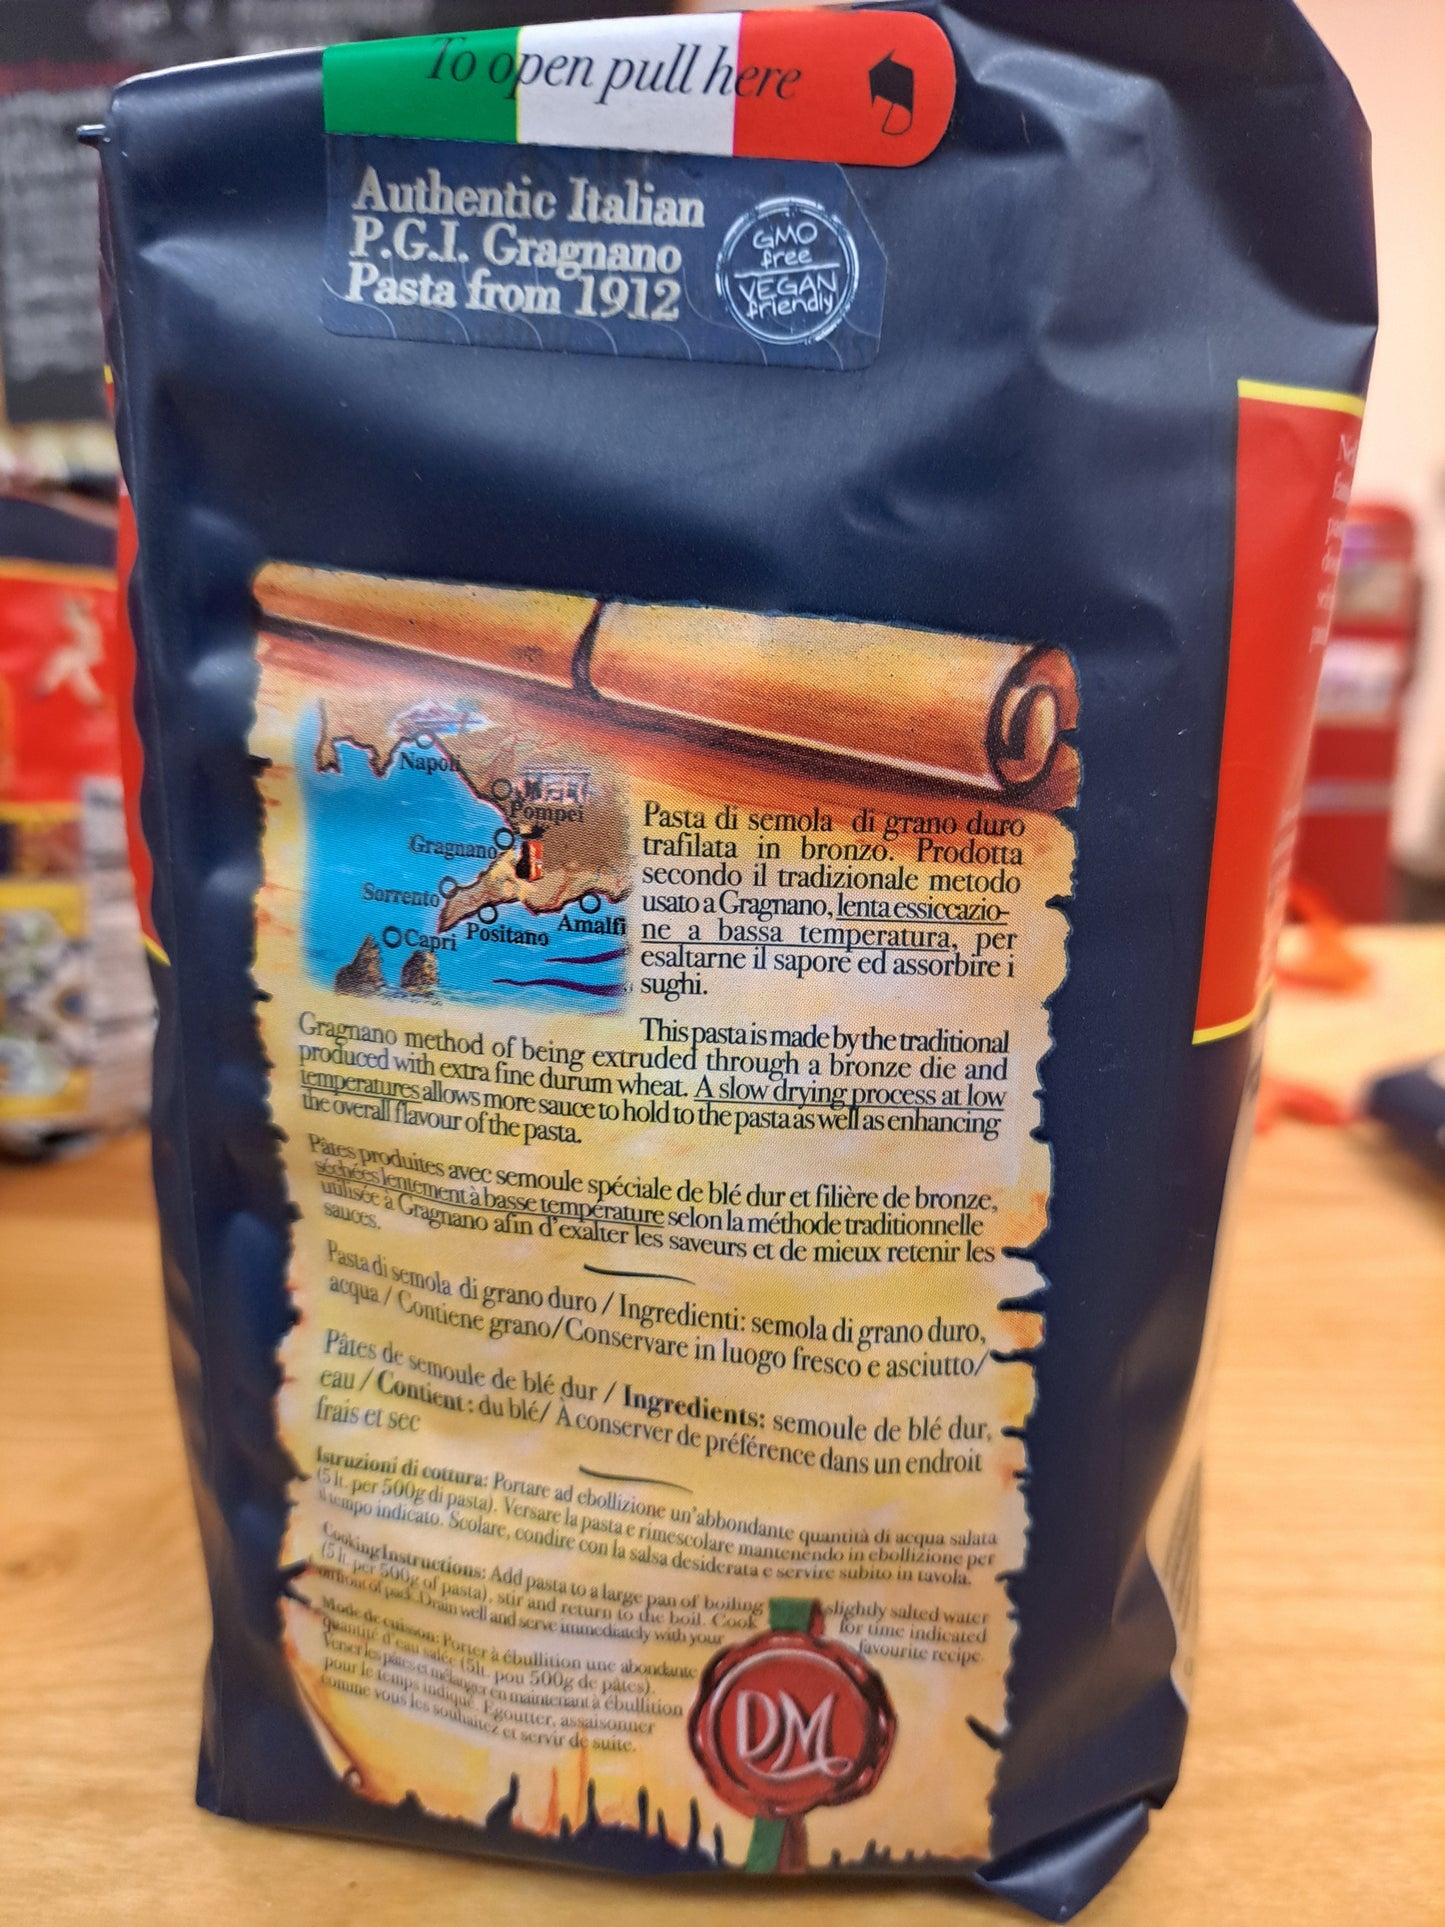 To open pull here
Authentic Italian
P.G.I. Gragnano
Pasta from 1912
GMO
free
VEGAN
friendly
Napoli
Pompei
Gragnano
Sorrento
Amalfi
Positano
Capri
Pasta di semola di grano duro
trafilata in bronzo. Prodotta
secondo il tradizionale metodo
usato a Gragnano, lenta essiccazio-
ne a bassa temperatura, per
esaltarne il sapore ed assorbire i
sughi.
This pasta is made by the traditional
Gragnano method of being extruded through a bronze die and
produced with extra fine durum wheat. A slow drying process at low
temperatures allows more sauce to hold to the pasta as well as enhancing
the overall flavour of the pasta.
Pâtes produites avec semoule spéciale de blé dur et filière de bronze,
séchées lentement à basse température selon la méthode traditionnelle
utilisée à Gragnano afin d'exalter les saveurs et de mieux retenir les
sauces.
Pasta di semola di grano duro / Ingredienti: semola di grano duro,
acqua / Contiene grano/Conservare in luogo fresco e asciutto/
Pâtes de semoule de blé dur / Ingredients: semoule de blé dur,
eau / Contient : du blé/ À conserver de préférence dans un endroit
frais et sec
Istruzioni di cottura: Portare ad ebollizione un'abbondante quantità di acqua salata
(5 lt. per 500g di pasta). Versare la pasta e rimescolare mantenendo in ebollizione per
il tempo indicato. Scolare, condire con la salsa desiderata e servire subito in tavola.
Cooking Instructions: Add pasta to a large pan of boiling slightly salted water
(5 lt. per 500g of pasta), stir and return to the boil. Cook for time indicated
on front of pack. Drain well and serve immediately with your favourite recipe.
Mode de cuisson: Porter à ébullition une abondante
quantité d'eau salée (5lt. pou 500g de pâtes).
Verser les pâtes et mélanger en maintenant à ébullition
pour le temps indiqué. Egoutter, assaisonner
comme vous les souhaitez et servir de suite.
DM